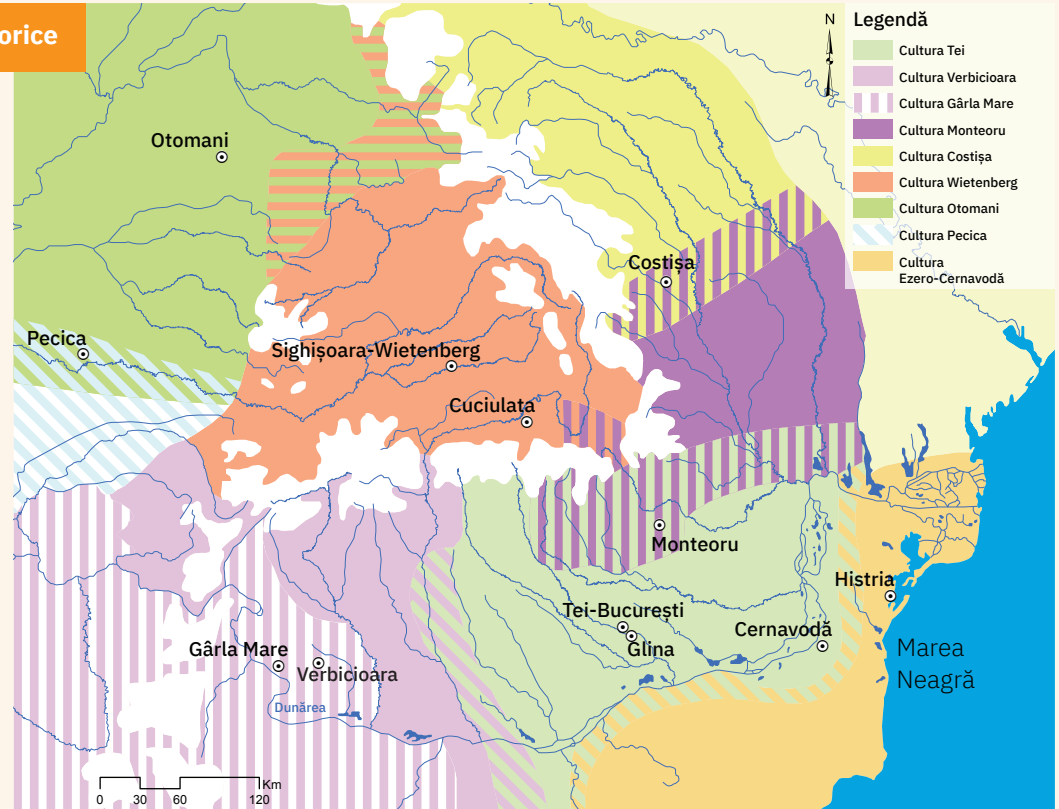 orice
N
Legendă
Cultura Tei
Cultura Verbicioara
Cultura Gârla Mare
Cultura Monteoru
Cultura Costișa
Cultura Wietenberg
Cultura Otomani
Cultura Pecica
Cultura
Ezero-Cernavodă
Otomani
Costișa
Pecica
Sighișoara-Wietenberg
Cuciulata
Monteoru
Histria
Tei-București
Cernavodă
Glina
Gârla Mare
Verbicioara
Marea
Neagră
Dunărea
Km
0 30 60 120